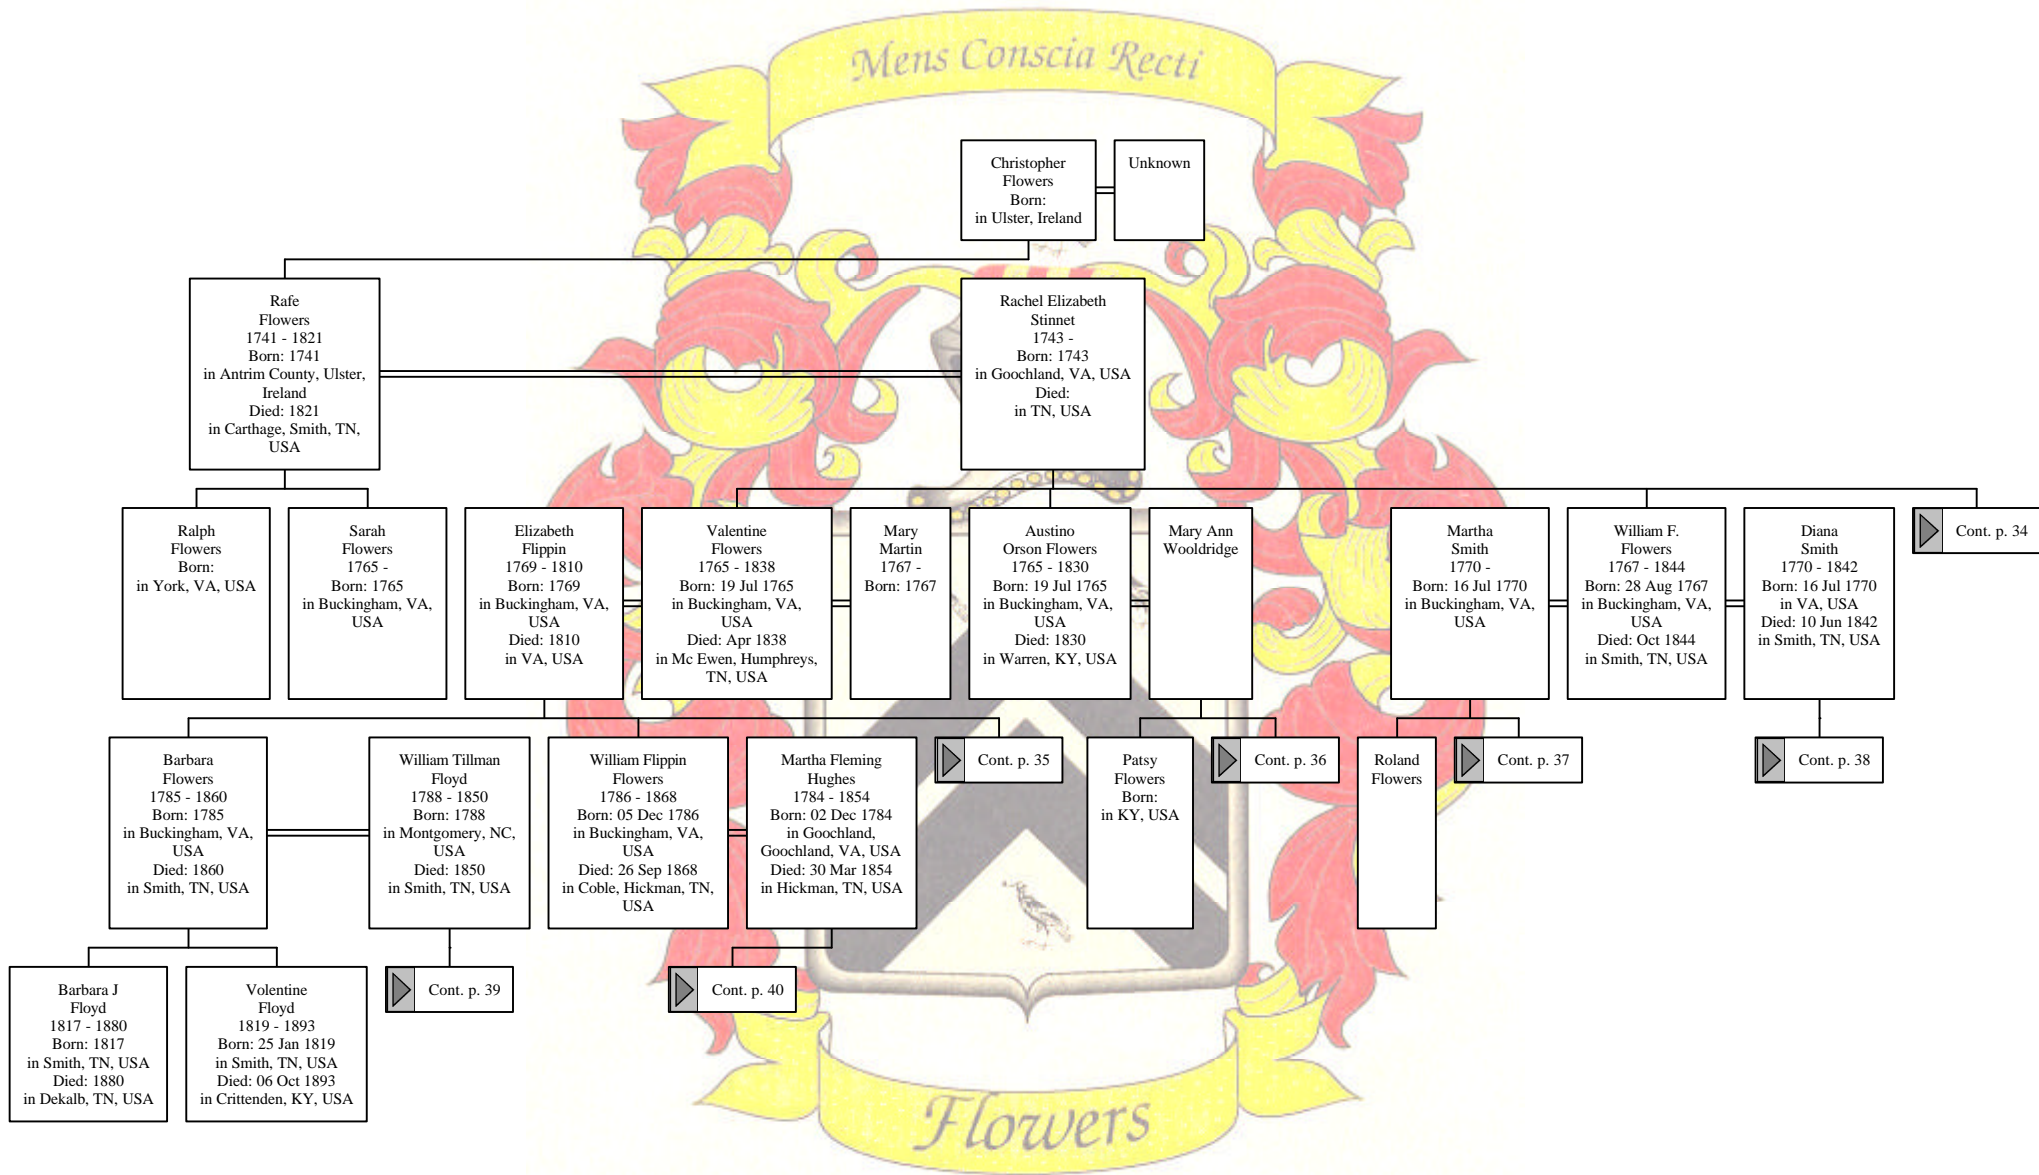 Mens Conscia Recti
Christopher
Flowers
Born:
in Ulster, Ireland
Unknown
Rafe
Flowers
1741 - 1821
Born: 1741
in Antrim County, Ulster,
Ireland
Died: 1821
in Carthage, Smith, TN,
USA
Rachel Elizabeth
Stinnet
1743 -
Born: 1743
in Goochland, VA, USA
Died:
in TN, USA
Ralph
Flowers
Born:
in York, VA, USA
Sarah
Flowers
1765 -
Born: 1765
in Buckingham, VA,
USA
Elizabeth
Flippin
1769 - 1810
Born: 1769
in Buckingham, VA,
USA
Died: 1810
in VA, USA
Valentine
Flowers
1765 - 1838
Born: 19 Jul 1765
in Buckingham, VA,
USA
Died: Apr 1838
in Mc Ewen, Humphreys,
TN, USA
Mary
Martin
1767 -
Born: 1767
Austino
Orson Flowers
1765 - 1830
Born: 19 Jul 1765
in Buckingham, VA,
USA
Died: 1830
in Warren, KY, USA
Mary Ann
Wooldridge
Martha
Smith
1770 -
Born: 16 Jul 1770
in Buckingham, VA,
USA
William F.
Flowers
1767 - 1844
Born: 28 Aug 1767
in Buckingham, VA,
USA
Died: Oct 1844
in Smith, TN, USA
Diana
Smith
1770 - 1842
Born: 16 Jul 1770
in VA, USA
Died: 10 Jun 1842
in Smith, TN, USA
Cont. p. 34
Barbara
Flowers
1785 - 1860
Born: 1785
in Buckingham, VA,
USA
Died: 1860
in Smith, TN, USA
William Tillman
Floyd
1788 - 1850
Born: 1788
in Montgomery, NC,
USA
Died: 1850
in Smith, TN, USA
William Flippin
Flowers
1786 - 1868
Born: 05 Dec 1786
in Buckingham, VA,
USA
Died: 26 Sep 1868
in Coble, Hickman, TN,
USA
Martha Fleming
Hughes
1784 - 1854
Born: 02 Dec 1784
in Goochland,
Goochland, VA, USA
Died: 30 Mar 1854
in Hickman, TN, USA
Cont. p. 35
Patsy
Flowers
Born:
in KY, USA
Cont. p. 36
Roland
Flowers
Cont. p. 37
Cont. p. 38
Barbara J
Floyd
1817 - 1880
Born: 1817
in Smith, TN, USA
Died: 1880
in Dekalb, TN, USA
Volentine
Floyd
1819 - 1893
Born: 25 Jan 1819
in Smith, TN, USA
Died: 06 Oct 1893
in Crittenden, KY, USA
Cont. p. 39
Cont. p. 40
Flowers